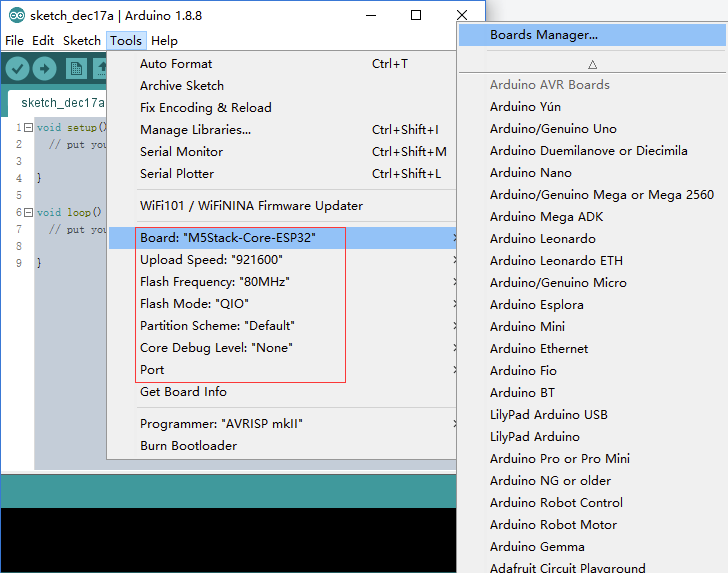 sketch_dec17a | Arduino 1.8.8
File Edit Sketch Tools Help
sketch_dec17a
1 void setup()
2 // put you
3
4 }
5
6 void loop()
7 // put you
8
9 }
Auto Format Ctrl+T
Archive Sketch
Fix Encoding & Reload
Manage Libraries... Ctrl+Shift+I
Serial Monitor Ctrl+Shift+M
Serial Plotter Ctrl+Shift+L
WiFi101 / WiFiNINA Firmware Updater
Board: "M5Stack-Core-ESP32"
Upload Speed: "921600"
Flash Frequency: "80MHz"
Flash Mode: "QIO"
Partition Scheme: "Default"
Core Debug Level: "None"
Port
Get Board Info
Programmer: "AVRISP mkII"
Burn Bootloader
Boards Manager...
Arduino AVR Boards
Arduino Yún
Arduino/Genuino Uno
Arduino Duemilanove or Diecimila
Arduino Nano
Arduino/Genuino Mega or Mega 2560
Arduino Mega ADK
Arduino Leonardo
Arduino Leonardo ETH
Arduino/Genuino Micro
Arduino Esplora
Arduino Mini
Arduino Ethernet
Arduino Fio
Arduino BT
LilyPad Arduino USB
LilyPad Arduino
Arduino Pro or Pro Mini
Arduino NG or older
Arduino Robot Control
Arduino Robot Motor
Arduino Gemma
Adafruit Circuit Playground